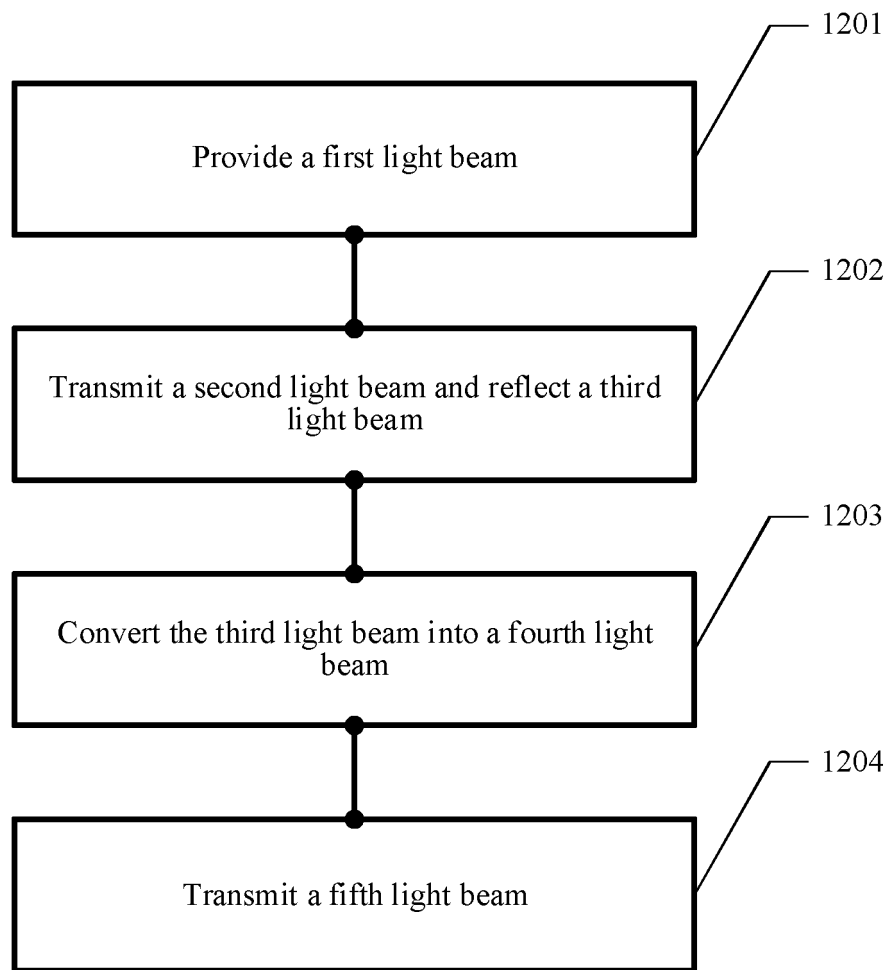 1201
Provide a first light beam
1202
Transmit a second light beam and reflect a third
light beam
1203
Convert the third light beam into a fourth light
beam
1204
Transmit a fifth light beam